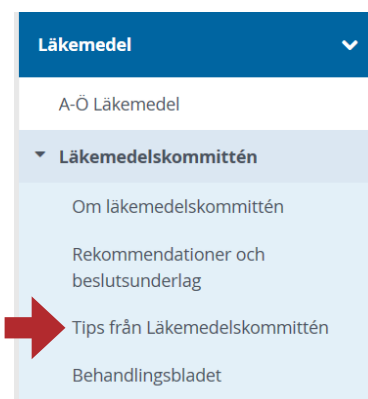 Läkemedel
A-Ö Läkemedel
Läkemedelskommittén
Om läkemedelskommittén
Rekommendationer och
beslutsunderlag
Tips från Läkemedelskommittén
Behandlingsbladet